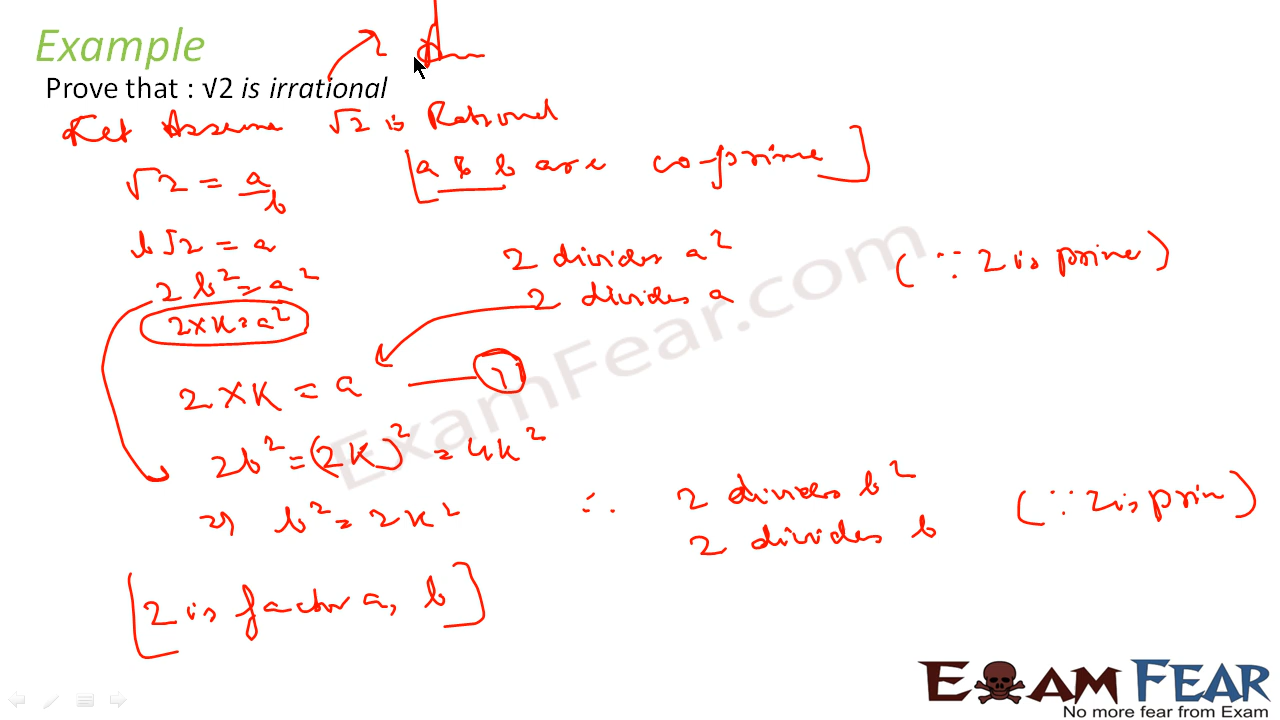 Example
Prove that : √2 is irrational
Let Assume √2 is Rational
√2 = a/b
[a & b are co-prime]
b√2 = a
2b² = a²
2 divides a²
(∵ 2 is prime)
2×K=a²
2 divides a
2×K = a — 1
2b² = (2K)² = 4K²
⇒ b² = 2K²
∴ 2 divides b²
(∵ 2 is prim)
2 divides b
[2 is factor a, b]
ExamFear.com
EXAM FEAR
No more fear from Exam